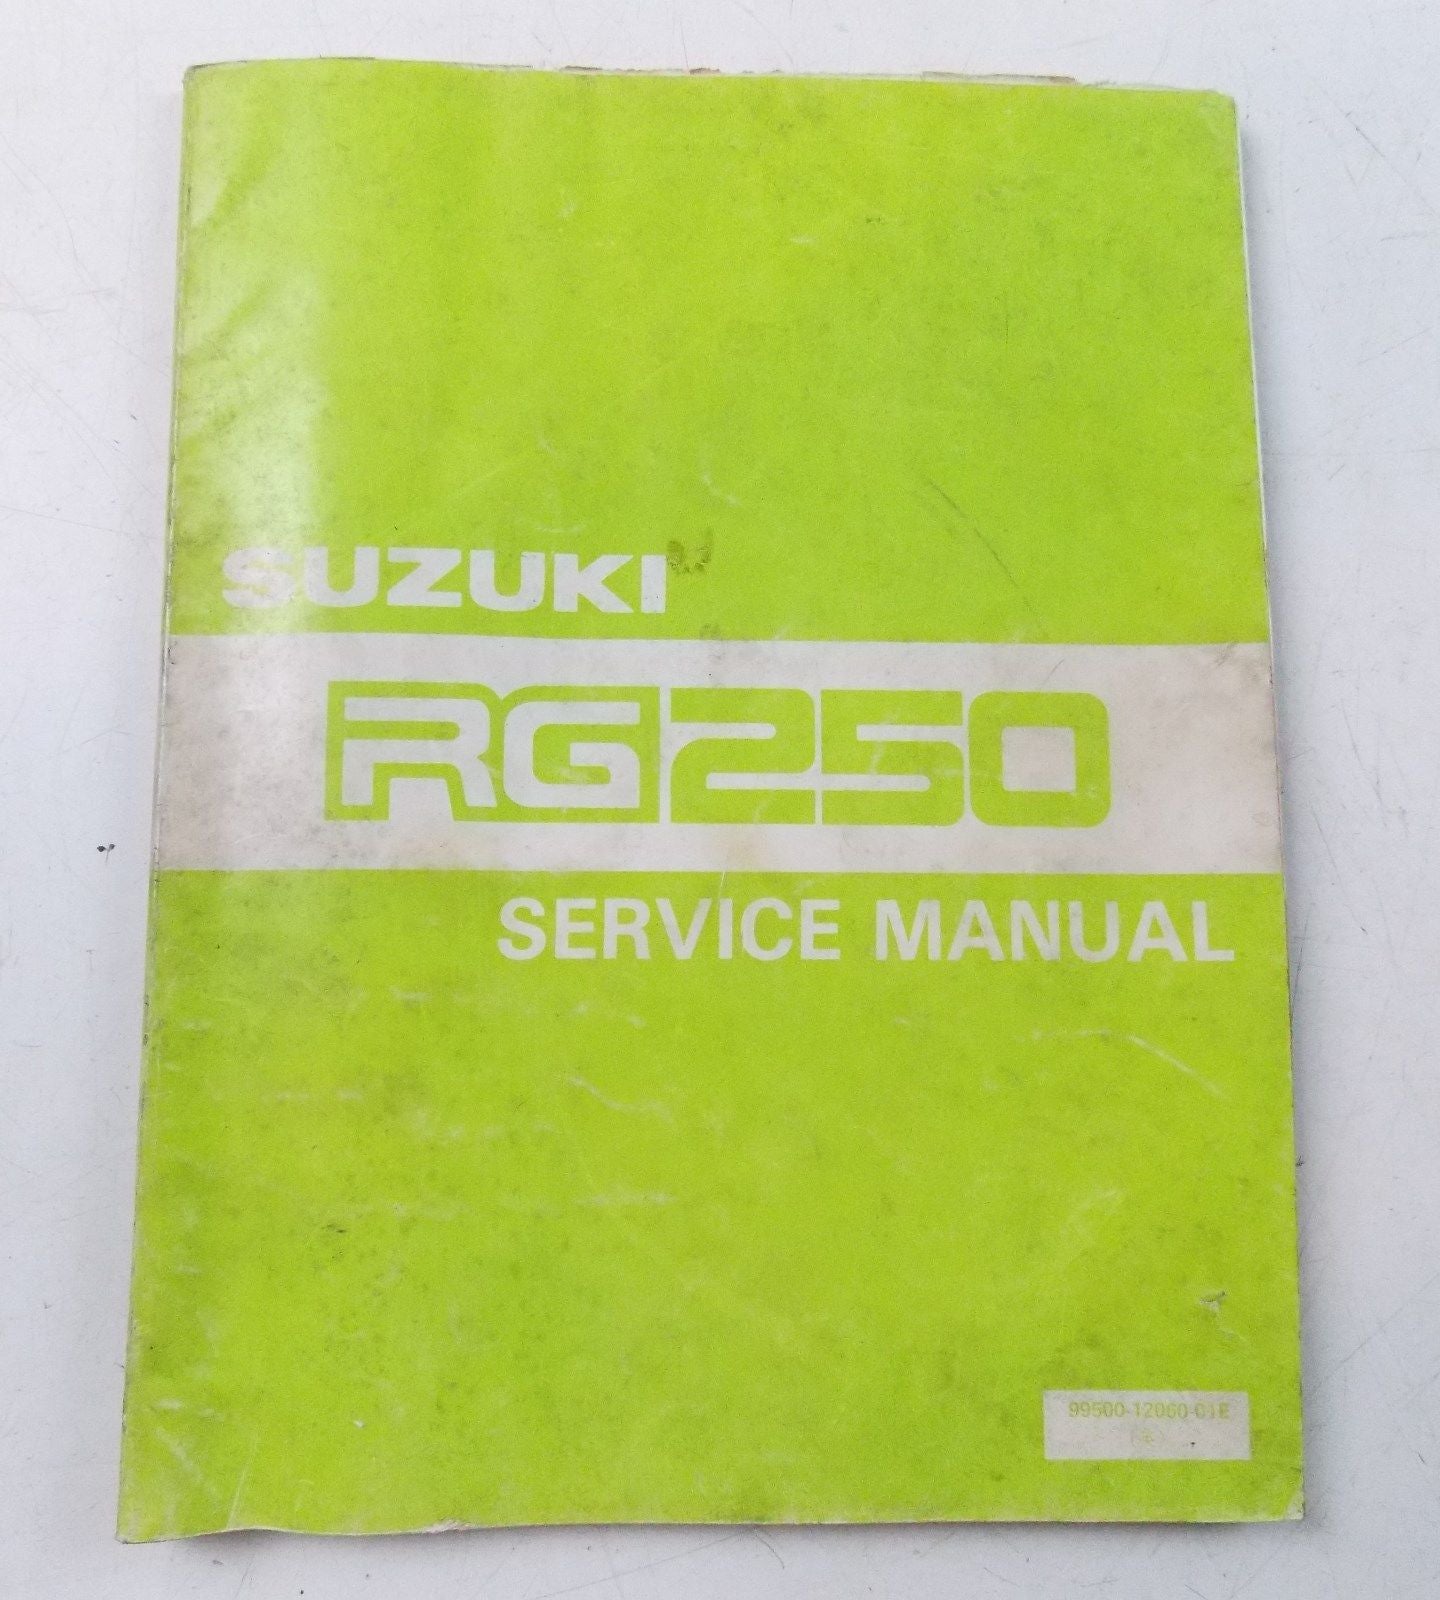 SUZUKI
RG250
SERVICE MANUAL
99500-12060-01E